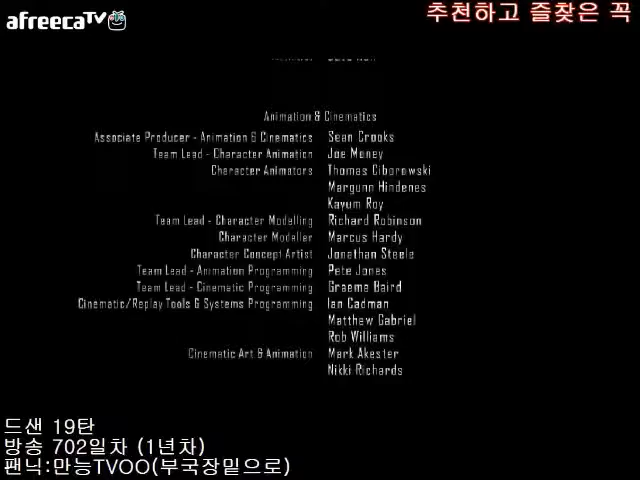 afreecaTV
추천하고 즐찾은 꼭
Animation & Cinematics
Associate Producer - Animation & Cinematics Sean Crooks
Team Lead - Character Animation Joe Money
Character Animators Thomas Ciborowski
Margunn Hindenes
Kayum Roy
Team Lead - Character Modelling Richard Robinson
Character Modeller Marcus Hardy
Character Concept Artist Jonathan Steele
Team Lead - Animation Programming Pete Jones
Team Lead - Cinematic Programming Graeme Baird
Cinematic/Replay Tools & Systems Programming Ian Cadman
Matthew Gabriel
Rob Williams
Cinematic Art & Animation Mark Akester
Nikki Richards
드샌 19탄
방송 702일차 (1년차)
팬닉:만능TVOO(부국장밑으로)